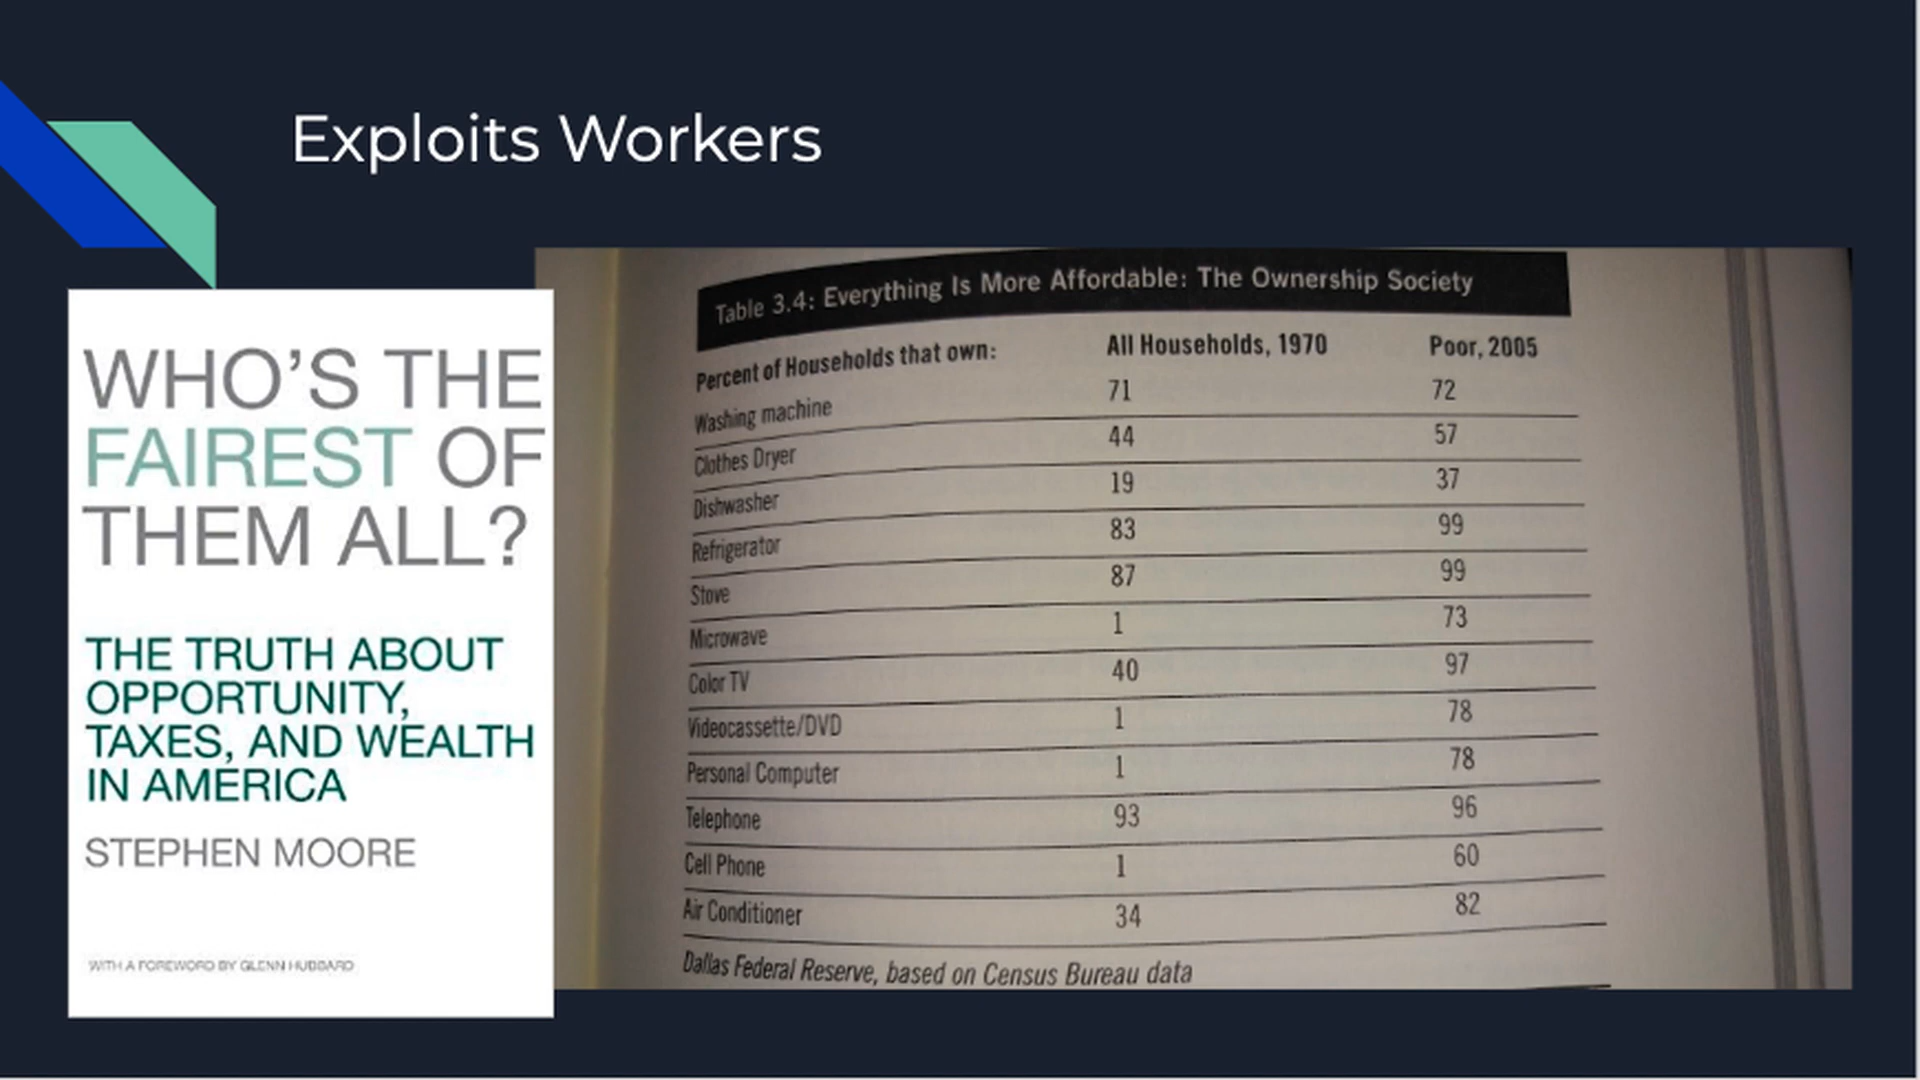 Exploits Workers
WHO'S THE
FAIREST OF
THEM ALL?
THE TRUTH ABOUT
OPPORTUNITY,
TAXES, AND WEALTH
IN AMERICA
STEPHEN MOORE
WITH A FOREWORD BY GLENN HUBBARD
Table 3.4: Everything Is More Affordable: The Ownership Society
Percent of Households that own: All Households, 1970 Poor, 2005
Washing machine 71 72
Clothes Dryer 44 57
Dishwasher 19 37
Refrigerator 83 99
Stove 87 99
Microwave 1 73
Color TV 40 97
Videocassette/DVD 1 78
Personal Computer 1 78
Telephone 93 96
Cell Phone 1 60
Air Conditioner 34 82
Dallas Federal Reserve, based on Census Bureau data